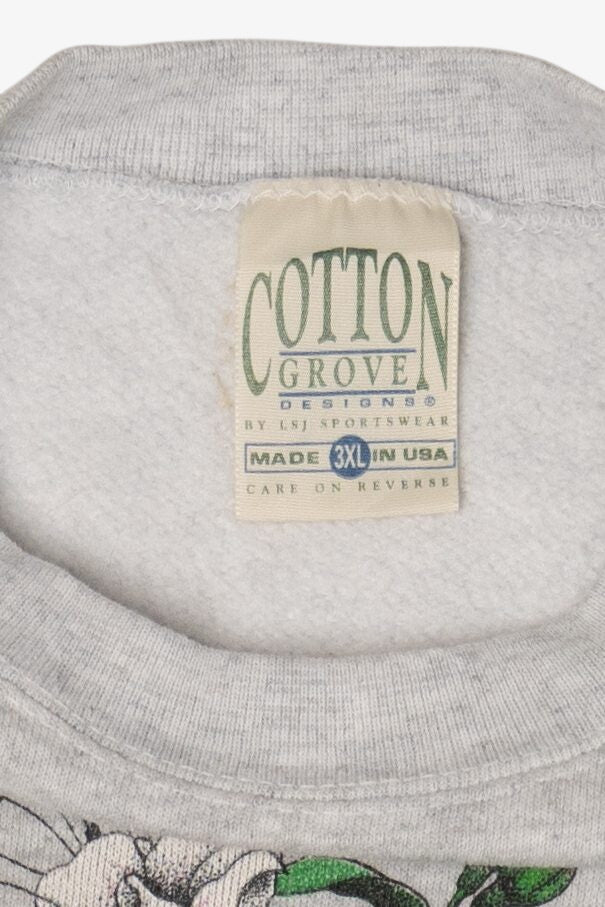 COTTON
GROVE
DESIGNS®
BY LSJ SPORTSWEAR
MADE 3XL IN USA
CARE ON REVERSE